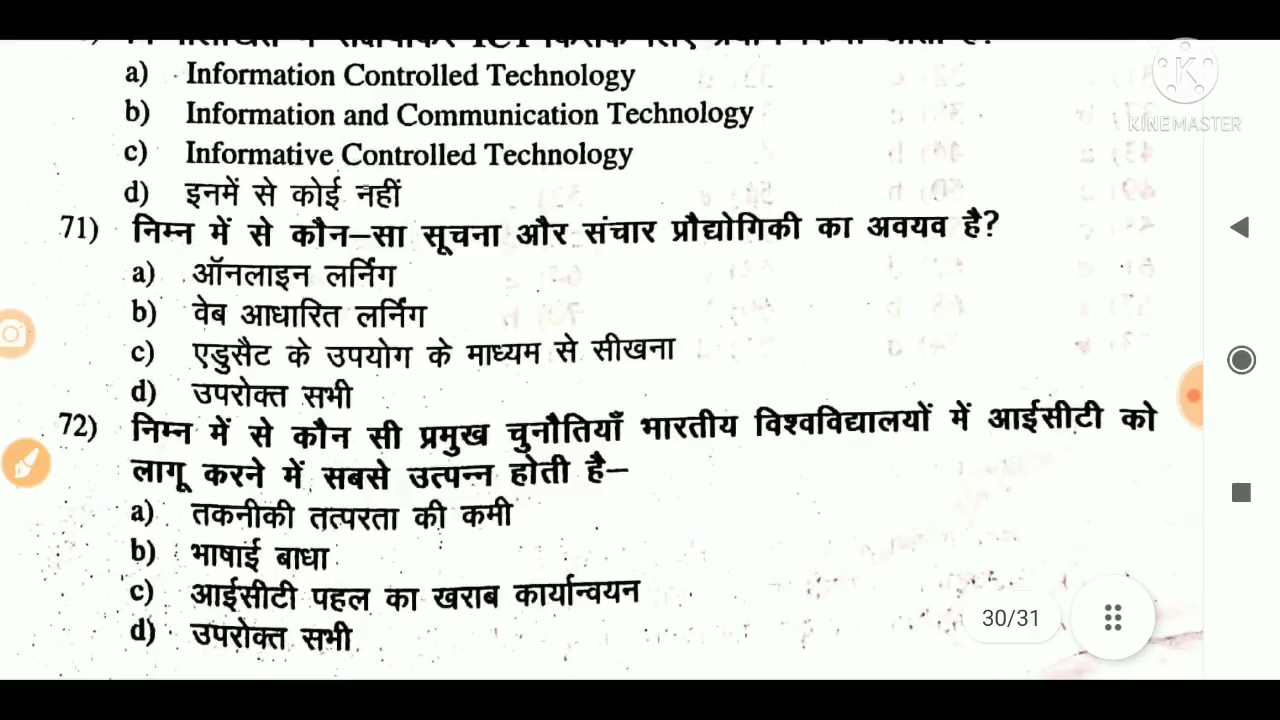 a) Information Controlled Technology
b) Information and Communication Technology
c) Informative Controlled Technology
d) इनमें से कोई नहीं
71) निम्न में से कौन–सा सूचना और संचार प्रौद्योगिकी का अवयव है?
a) ऑनलाइन लर्निंग
b) वेब आधारित लर्निंग
c) एडुसैट के उपयोग के माध्यम से सीखना
d) उपरोक्त सभी
72) निम्न में से कौन सी प्रमुख चुनौतियाँ भारतीय विश्वविद्यालयों में आईसीटी को
लागू करने में सबसे उत्पन्न होती है–
a) तकनीकी तत्परता की कमी
b) भाषाई बाधा
c) आईसीटी पहल का खराब कार्यान्वयन
d) उपरोक्त सभी
30/31
K
KINEMASTER